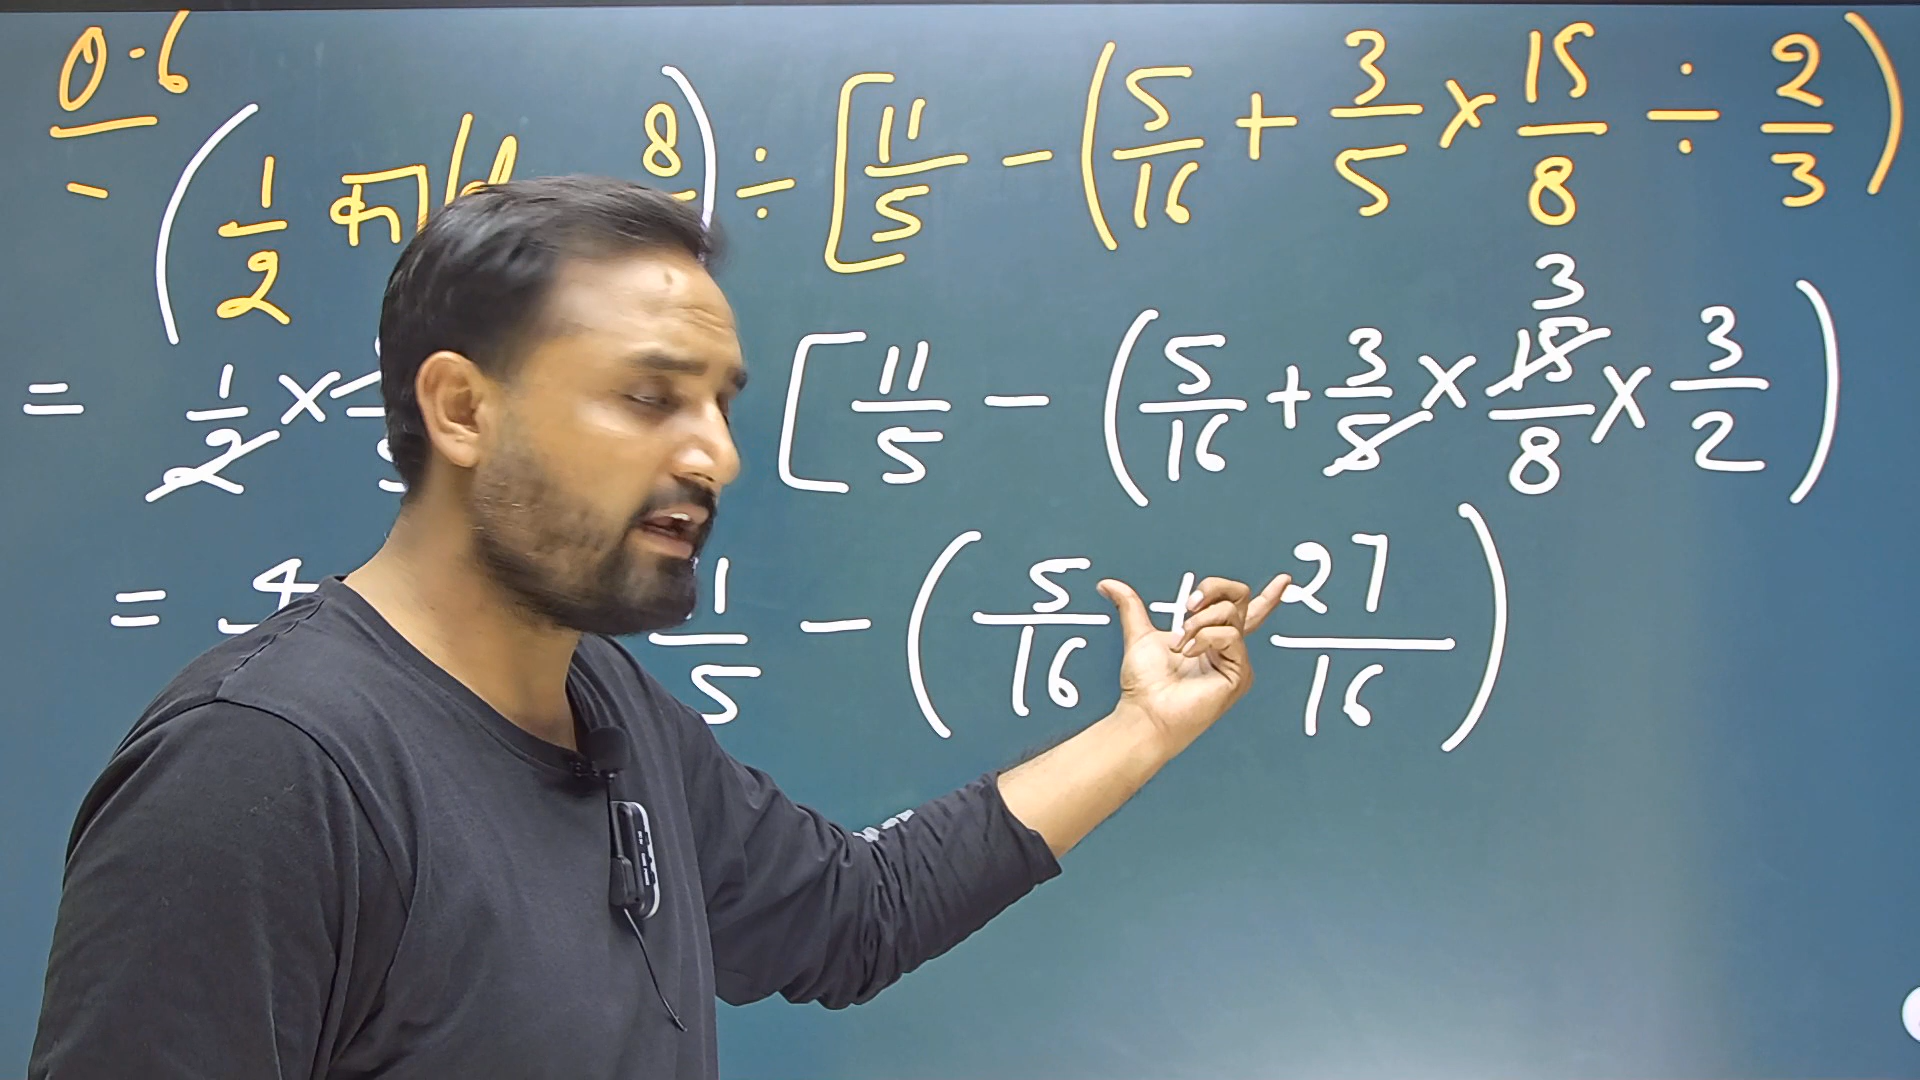 0.6
= ( 1/2 का 8 ) ÷ [ 11/5 - ( 5/16 + 3/5 × 15/8 ÷ 2/3 )
= 1/2 × [ 11/5 - ( 5/16 + 3/5 × 15/8 3 × 3/2 )
= 4 1/5 - ( 5/16 + 27/16 )